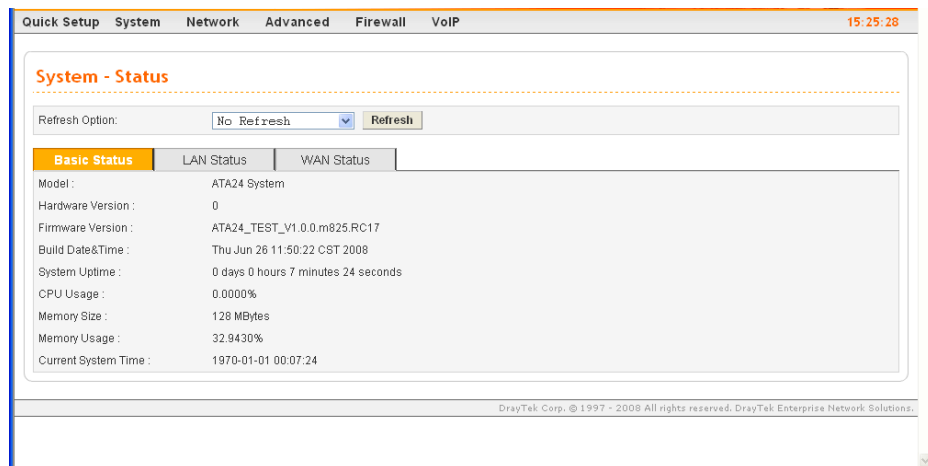 Quick Setup System Network Advanced Firewall VoIP 15:25:28
System - Status
Refresh Option: No Refresh Refresh
Basic Status LAN Status WAN Status
Model : ATA24 System
Hardware Version : 0
Firmware Version : ATA24_TEST_V1.0.0.m825.RC17
Build Date&Time : Thu Jun 26 11:50:22 CST 2008
System Uptime : 0 days 0 hours 7 minutes 24 seconds
CPU Usage : 0.0000%
Memory Size : 128 MBytes
Memory Usage : 32.9430%
Current System Time : 1970-01-01 00:07:24
DrayTek Corp. © 1997 - 2008 All rights reserved. DrayTek Enterprise Network Solutions.